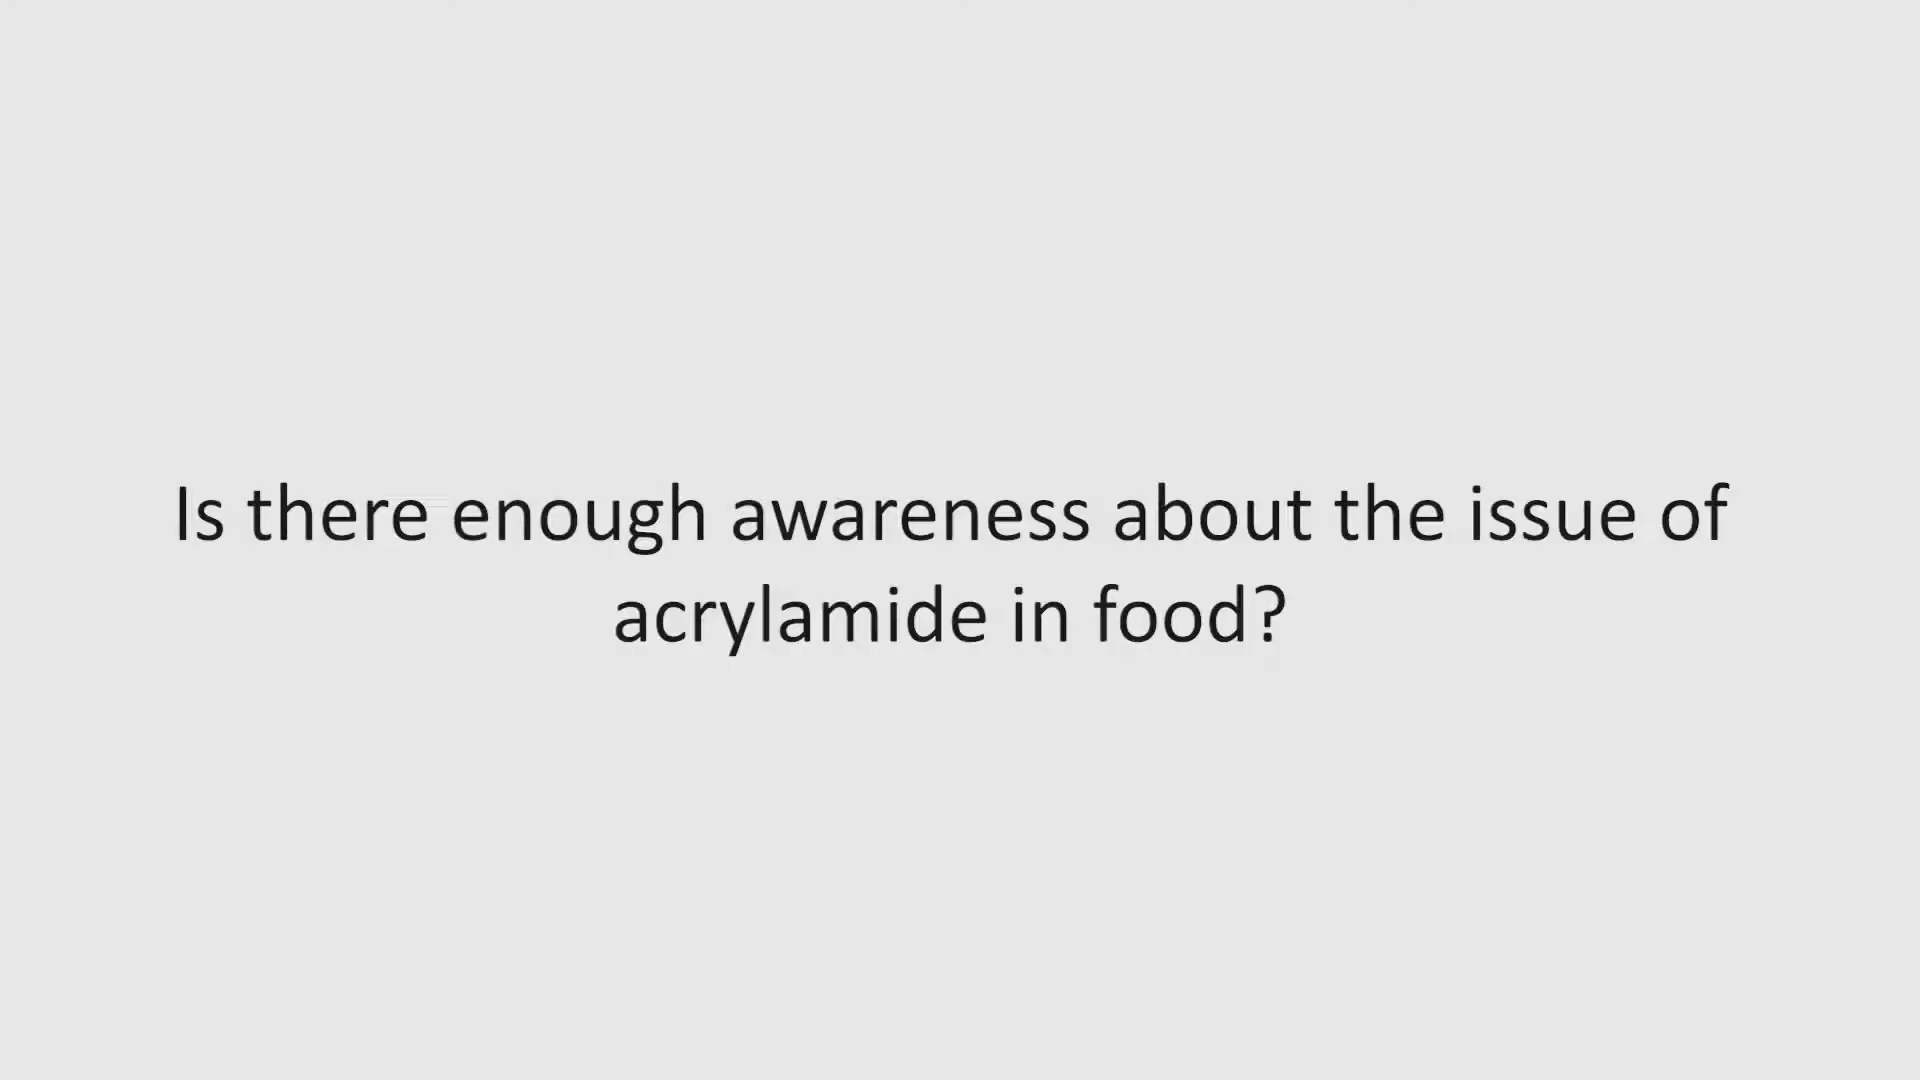 Is there enough awareness about the issue of
acrylamide in food?